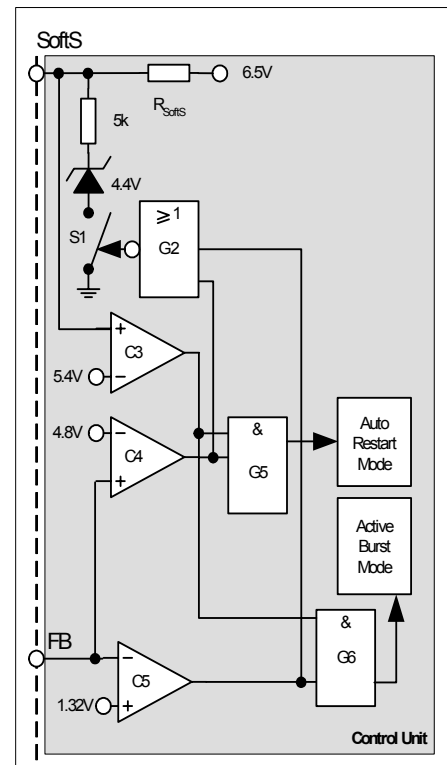 SoftS
6.5V
RSoftS
5k
4.4V
S1
≥1
G2
C3
5.4V
4.8V
C4
&
G5
Auto
Restart
Mode
Active
Burst
Mode
FB
&
G6
C5
1.32V
Control Unit